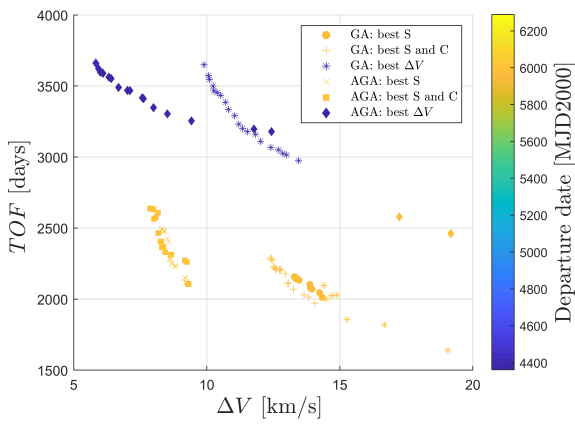 4000
3500
3000
2500
2000
1500
TOF [days]
5
10
15
20
ΔV [km/s]
GA: best S
GA: best S and C
GA: best ΔV
AGA: best S
AGA: best S and C
AGA: best ΔV
6200
6000
5800
5600
5400
5200
5000
4800
4600
4400
Departure date [MJD2000]